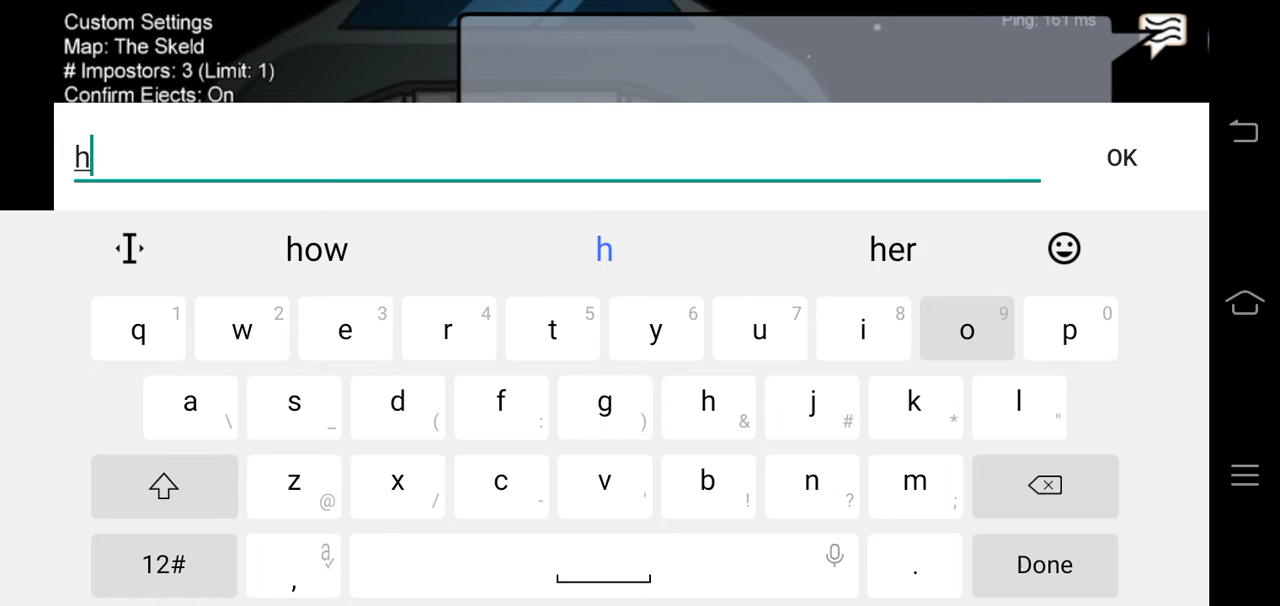 Custom Settings
Map: The Skeld
# Impostors: 3 (Limit: 1)
Confirm Ejects: On
Ping: 161 ms
h
OK
how h her
q 1 w 2 e 3 r 4 t 5 y 6 u 7 i 8 o 9 p 0
a \ s _ d ( f : g ) h & j # k * l "
z @ x / c - v ' b ! n ? m ;
12# , a . Done